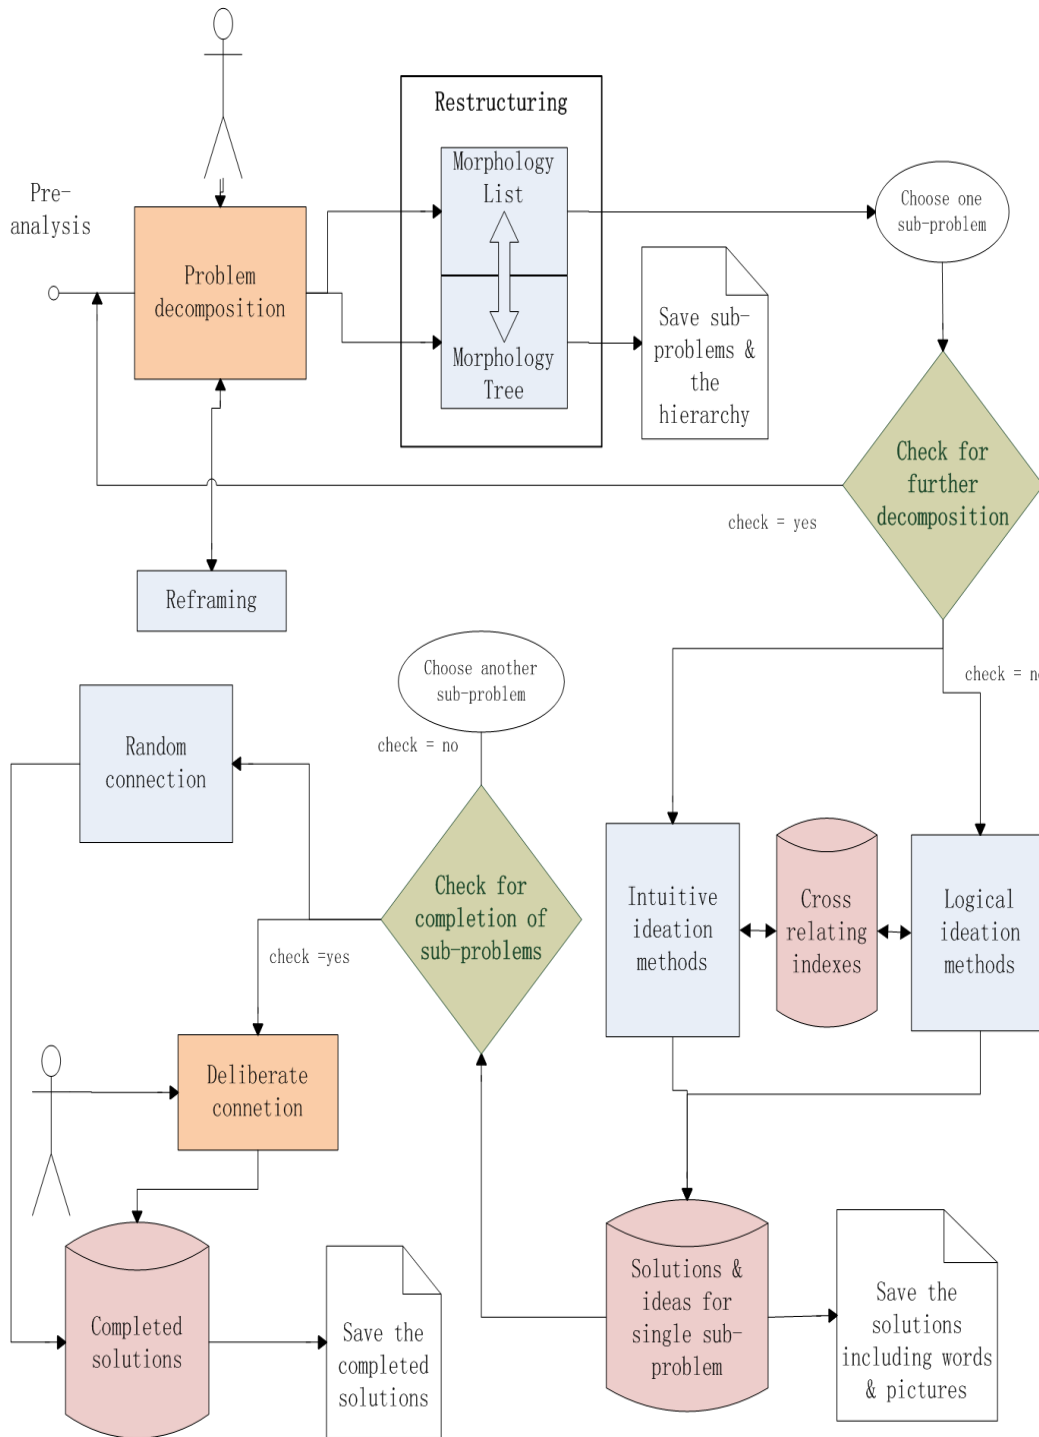 Restructuring
Morphology
List
Pre-
analysis
Choose one
sub-problem
Problem
decomposition
Save sub-
problems &
the
hierarchy
Morphology
Tree
Check for
further
decomposition
check = yes
Reframing
Choose another
sub-problem
check = n
Random
connection
check = no
Check for
completion of
sub-problems
Intuitive
ideation
methods
Cross
relating
indexes
Logical
ideation
methods
check =yes
Deliberate
connetion
Solutions &
ideas for
single sub-
problem
Save the
solutions
including words
& pictures
Completed
solutions
Save the
completed
solutions